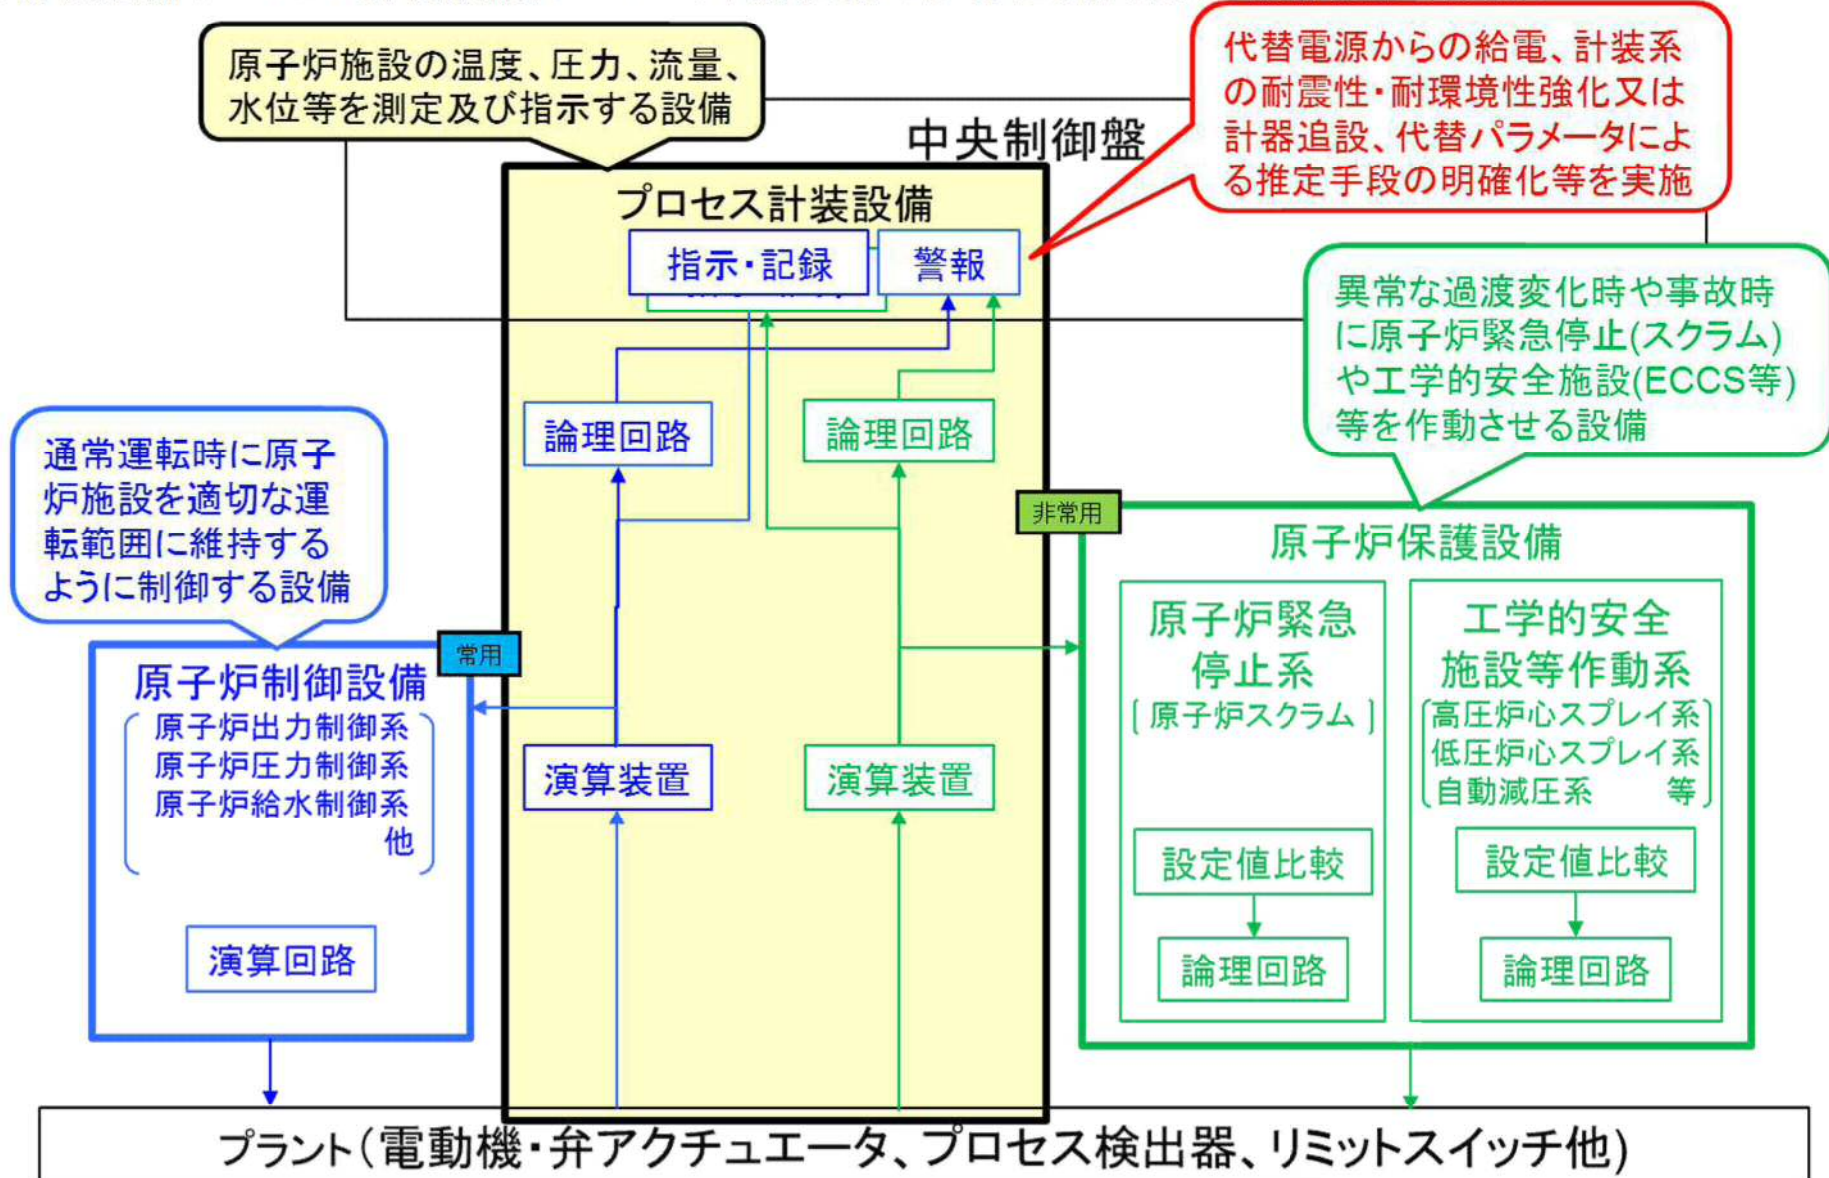 原子炉施設の温度、圧力、流量、
水位等を測定及び指示する設備
代替電源からの給電、計装系
の耐震性・耐環境性強化又は
計器追設、代替パラメータによ
る推定手段の明確化等を実施
中央制御盤
プロセス計装設備
指示・記録
警報
異常な過渡変化時や事故時
に原子炉緊急停止(スクラム)
や工学的安全施設(ECCS等)
等を作動させる設備
論理回路
論理回路
通常運転時に原子
炉施設を適切な運
転範囲に維持する
ように制御する設備
非常用
原子炉保護設備
常用
原子炉制御設備
原子炉出力制御系
原子炉圧力制御系
原子炉給水制御系
他
演算回路
演算装置
演算装置
原子炉緊急
停止系
[原子炉スクラム]
設定値比較
論理回路
工学的安全
施設等作動系
高圧炉心スプレイ系
低圧炉心スプレイ系
自動減圧系 等
設定値比較
論理回路
プラント(電動機・弁アクチュエータ、プロセス検出器、リミットスイッチ他)